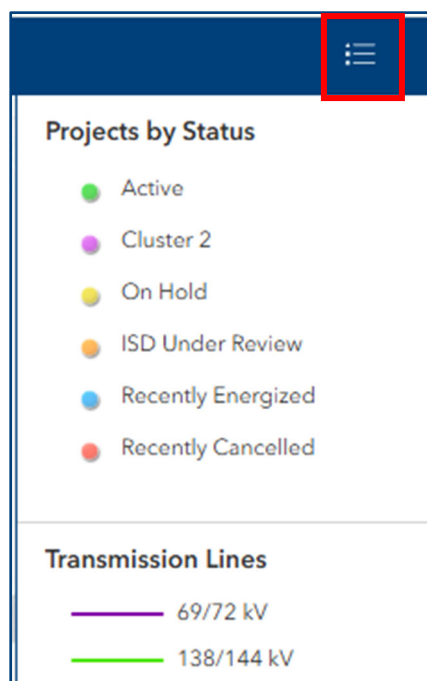 Projects by Status
Active
Cluster 2
On Hold
ISD Under Review
Recently Energized
Recently Cancelled
Transmission Lines
69/72 kV
138/144 kV